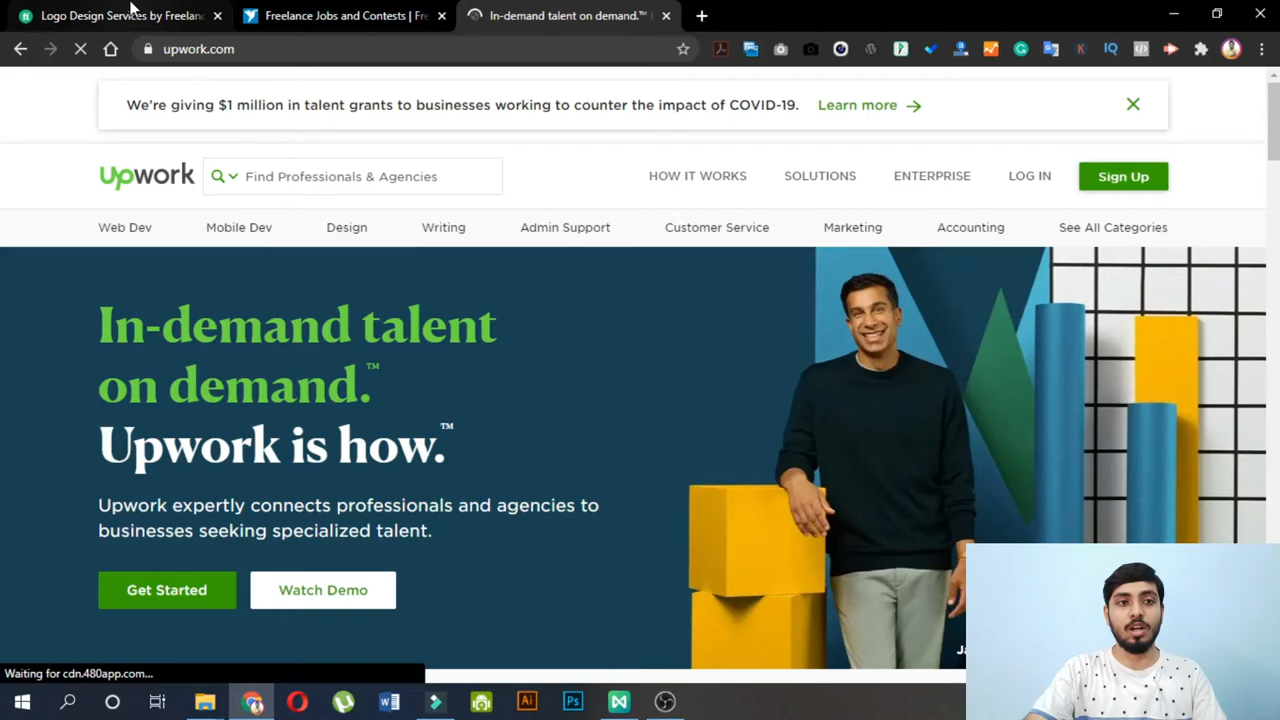 Logo Design Services by Freelanc
Freelance Jobs and Contests | Fre
In-demand talent on demand.™
upwork.com
We're giving $1 million in talent grants to businesses working to counter the impact of COVID-19. Learn more →
upwork
Find Professionals & Agencies
HOW IT WORKS
SOLUTIONS
ENTERPRISE
LOG IN
Sign Up
Web Dev
Mobile Dev
Design
Writing
Admin Support
Customer Service
Marketing
Accounting
See All Categories
In-demand talent
on demand.™
Upwork is how.™
Upwork expertly connects professionals and agencies to
businesses seeking specialized talent.
Get Started
Watch Demo
Ja
Waiting for cdn.480app.com...